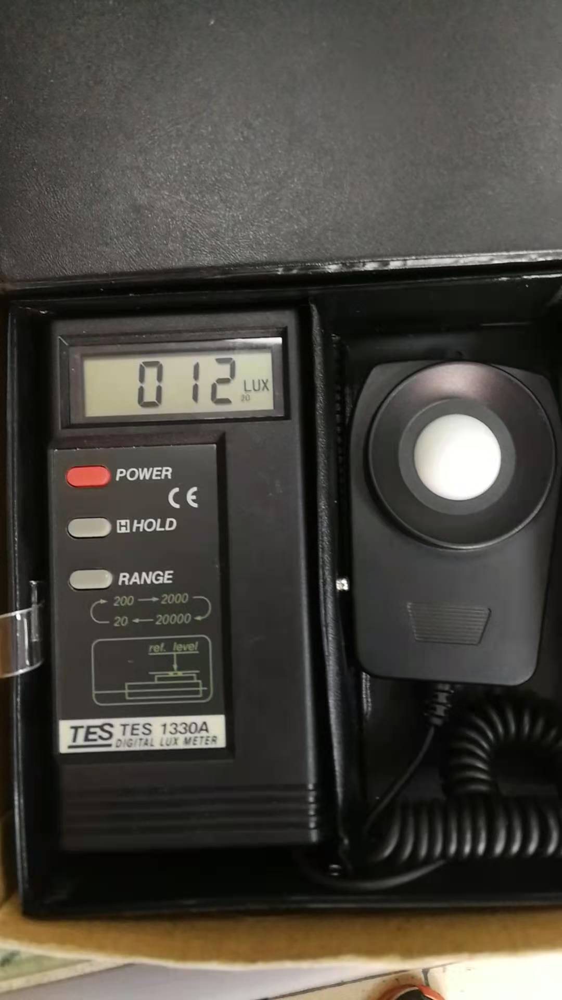 012
LUX
20
POWER
CE
H HOLD
RANGE
200 → 2000
20 ← 20000
ref. level
TES TES 1330A
DIGITAL LUX METER